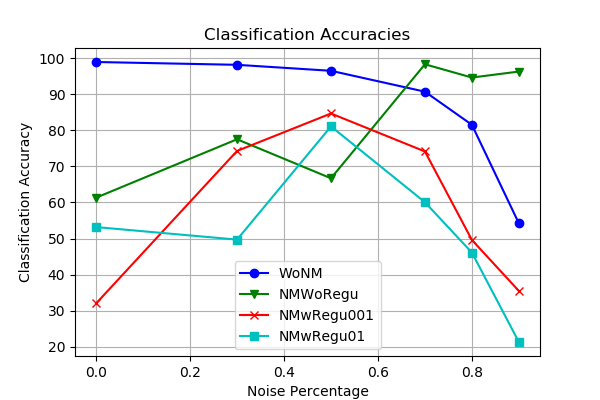 Classification Accuracies
Classification Accuracy
100
90
80
70
60
50
40
30
20
WoNM
NMWoRegu
NMwRegu001
NMwRegu01
0.0 0.2 0.4 0.6 0.8
Noise Percentage